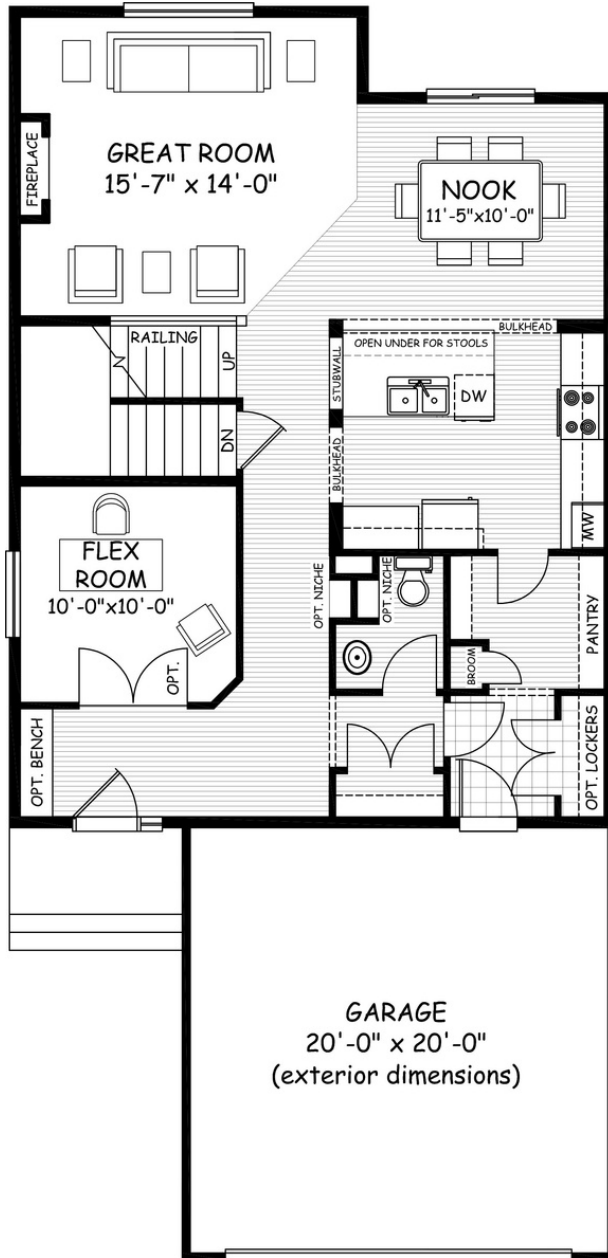 GREAT ROOM
15'-7" x 14'-0"
FIREPLACE
NOOK
11'-5"x10'-0"
RAILING
UP
DN
BULKHEAD
OPEN UNDER FOR STOOLS
STUBWALL
DW
BULKHEAD
MW
FLEX
ROOM
10'-0"x10'-0"
OPT.
OPT. NICHE
OPT. NICHE
PANTRY
BROOM
OPT. BENCH
OPT. LOCKERS
GARAGE
20'-0" x 20'-0"
(exterior dimensions)